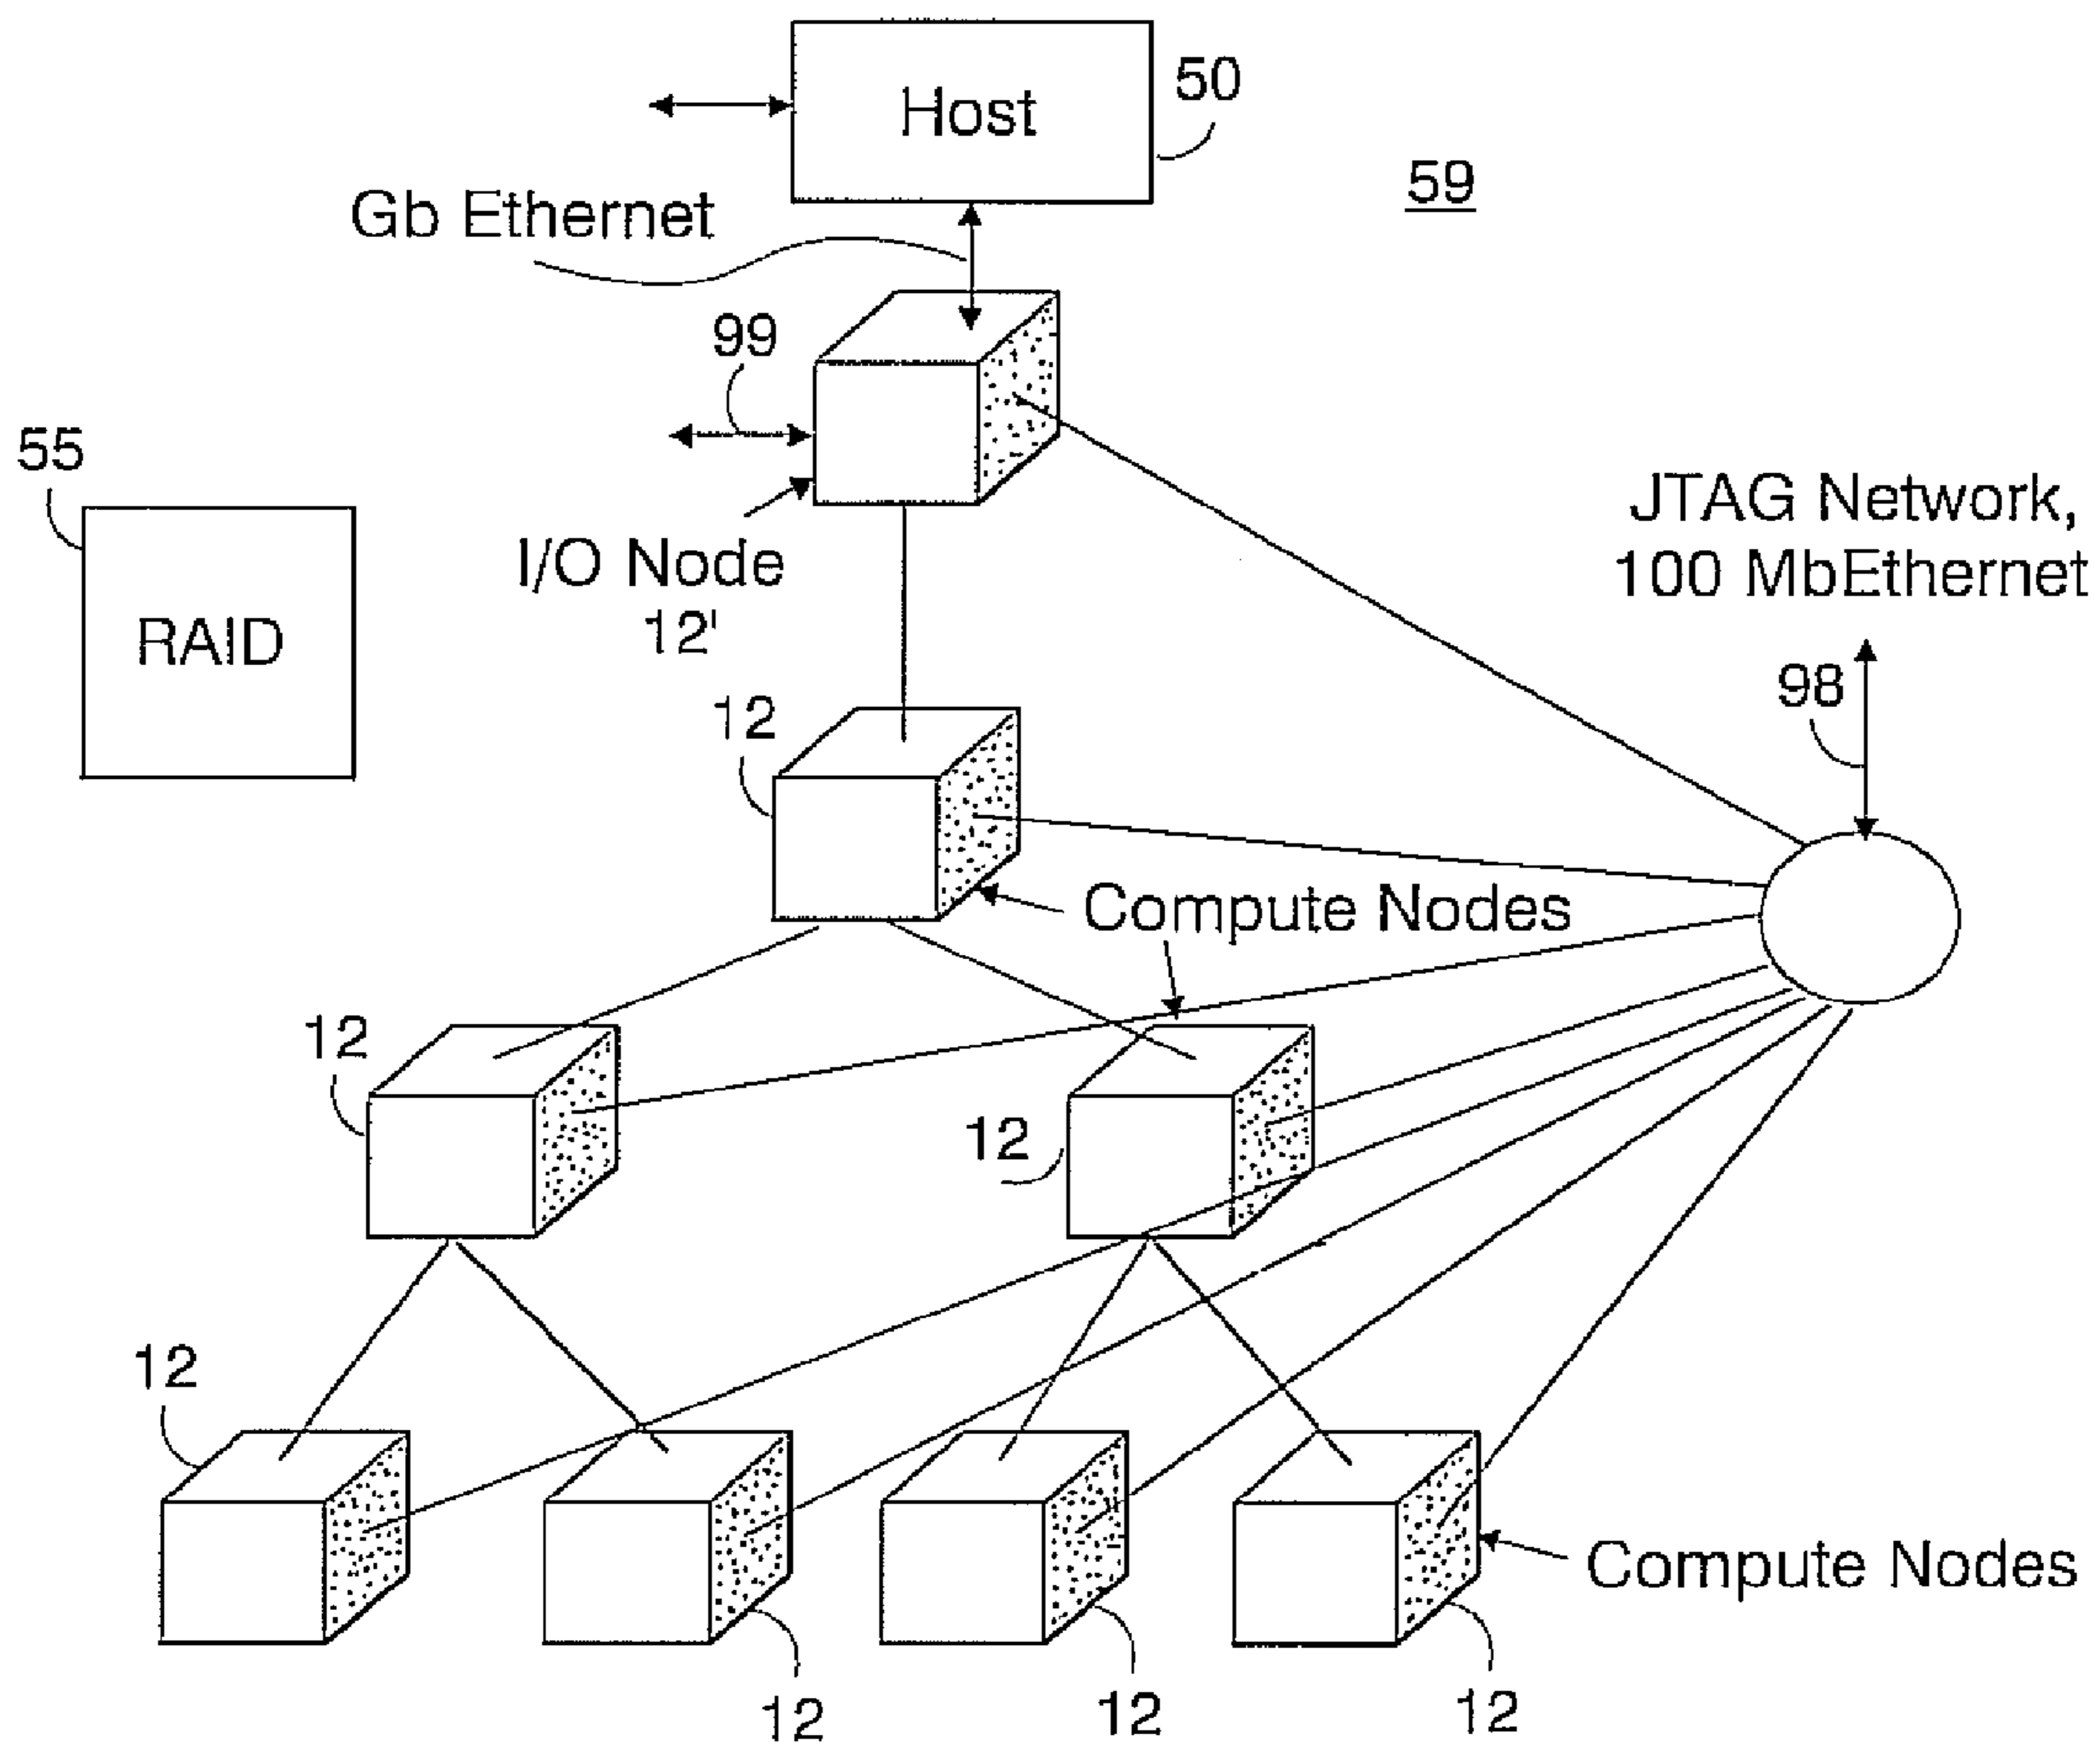 Host
50
59
Gb Ethernet
99
55
RAID
I/O Node
12'
JTAG Network,
100 MbEthernet
98
12
Compute Nodes
12
12
12
Compute Nodes
12
12
12